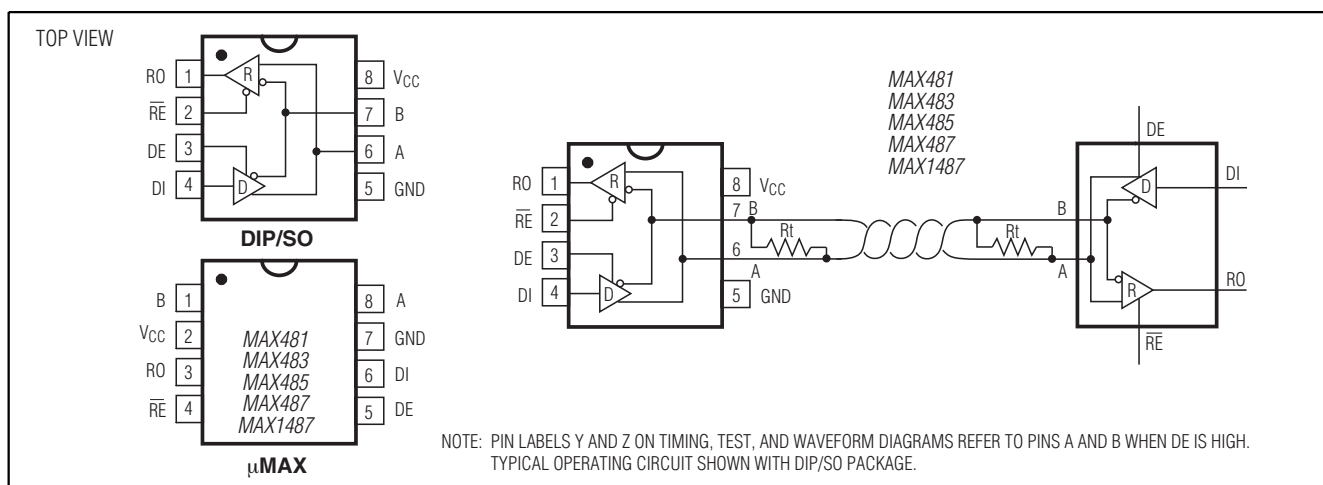 TOP VIEW
RO 1
RE 2
DE 3
DI 4
8 VCC
7 B
6 A
5 GND
R
D
DIP/SO
B 1
VCC 2
RO 3
RE 4
8 A
7 GND
6 DI
5 DE
MAX481
MAX483
MAX485
MAX487
MAX1487
μMAX
RO 1
RE 2
DE 3
DI 4
R
D
8 VCC
7 B
6
A
5 GND
Rt
MAX481
MAX483
MAX485
MAX487
MAX1487
Rt
B
A
DE
D
DI
R
RO
RE
NOTE: PIN LABELS Y AND Z ON TIMING, TEST, AND WAVEFORM DIAGRAMS REFER TO PINS A AND B WHEN DE IS HIGH.
TYPICAL OPERATING CIRCUIT SHOWN WITH DIP/SO PACKAGE.